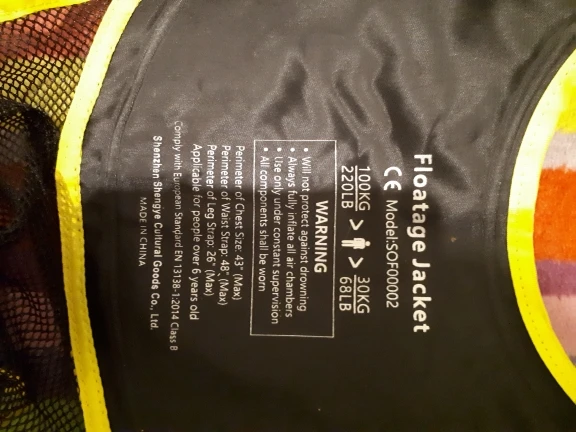 Floatage Jacket
CE Model:SOF00002
100KG > > 30KG
220LB 68LB
WARNING
• Will not protect against drowning
• Always fully inflate all air chambers
• Use only under constant supervision
• All components shall be worn
Perimeter of Chest Size: 43" (Max)
Perimeter of Waist Strap: 48" (Max)
Perimeter of Leg Strap: 26" (Max)
Applicable for people over 6 years old
Comply with European Standard EN 13138-1:2014 Class B
Shenzhen Shengye Cultural Goods Co., Ltd.
MADE IN CHINA